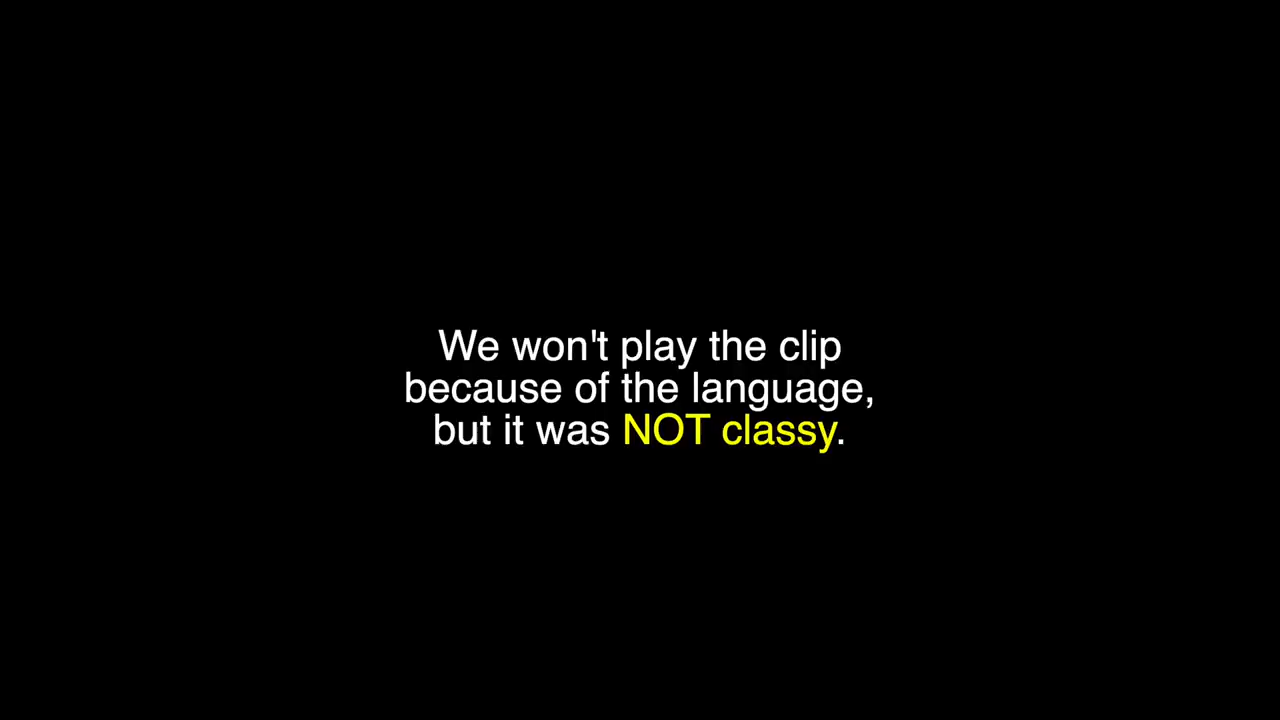 We won't play the clip
because of the language,
but it was NOT classy.